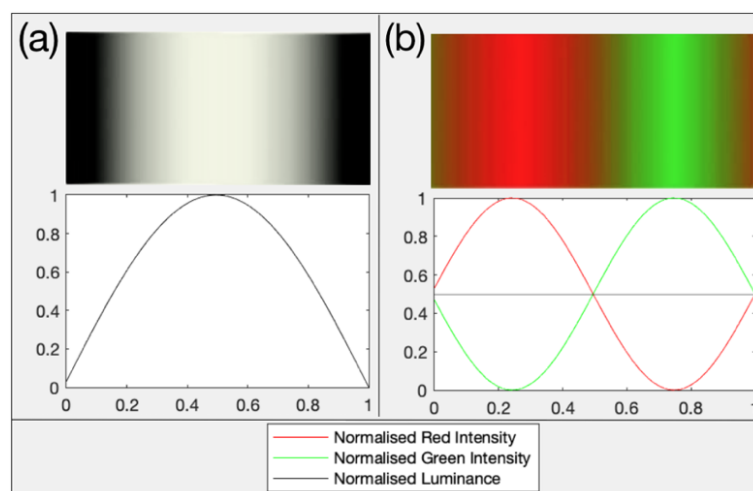 (a)
(b)
1
0.8
0.6
0.4
0.2
0
0 0.2 0.4 0.6 0.8 1
1
0.8
0.6
0.4
0.2
0
0 0.2 0.4 0.6 0.8 1
Normalised Red Intensity
Normalised Green Intensity
Normalised Luminance